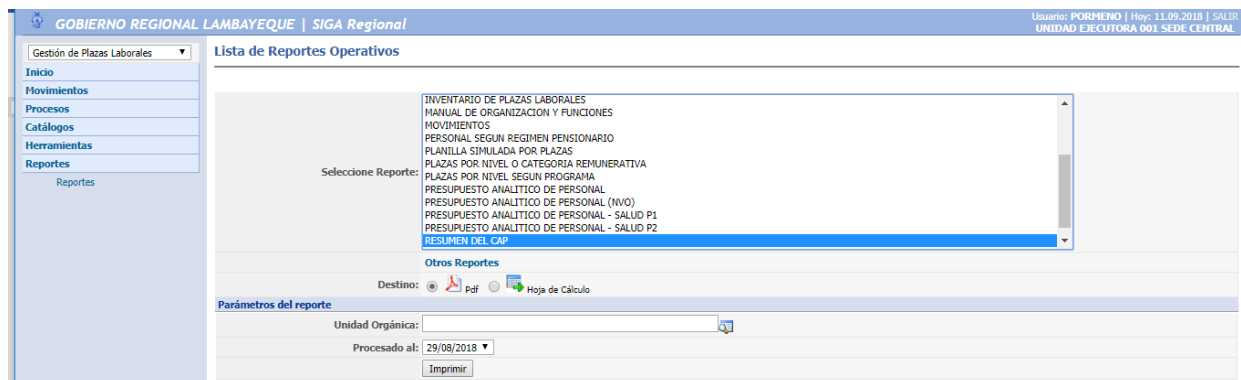 GOBIERNO REGIONAL LAMBAYEQUE | SIGA Regional
Usuario: PORMENO | Hoy: 11.09.2018 | SALIR
UNIDAD EJECUTORA 001 SEDE CENTRAL
Gestión de Plazas Laborales
Inicio
Movimientos
Procesos
Catálogos
Herramientas
Reportes
Reportes
Lista de Reportes Operativos
Seleccione Reporte:
INVENTARIO DE PLAZAS LABORALES
MANUAL DE ORGANIZACION Y FUNCIONES
MOVIMIENTOS
PERSONAL SEGUN REGIMEN PENSIONARIO
PLANILLA SIMULADA POR PLAZAS
PLAZAS POR NIVEL O CATEGORIA REMUNERATIVA
PLAZAS POR NIVEL SEGUN PROGRAMA
PRESUPUESTO ANALITICO DE PERSONAL
PRESUPUESTO ANALITICO DE PERSONAL (NVO)
PRESUPUESTO ANALITICO DE PERSONAL - SALUD P1
PRESUPUESTO ANALITICO DE PERSONAL - SALUD P2
RESUMEN DEL CAP
Otros Reportes
Destino: Pdf Hoja de Cálculo
Parámetros del reporte
Unidad Orgánica:
Procesado al: 29/08/2018
Imprimir